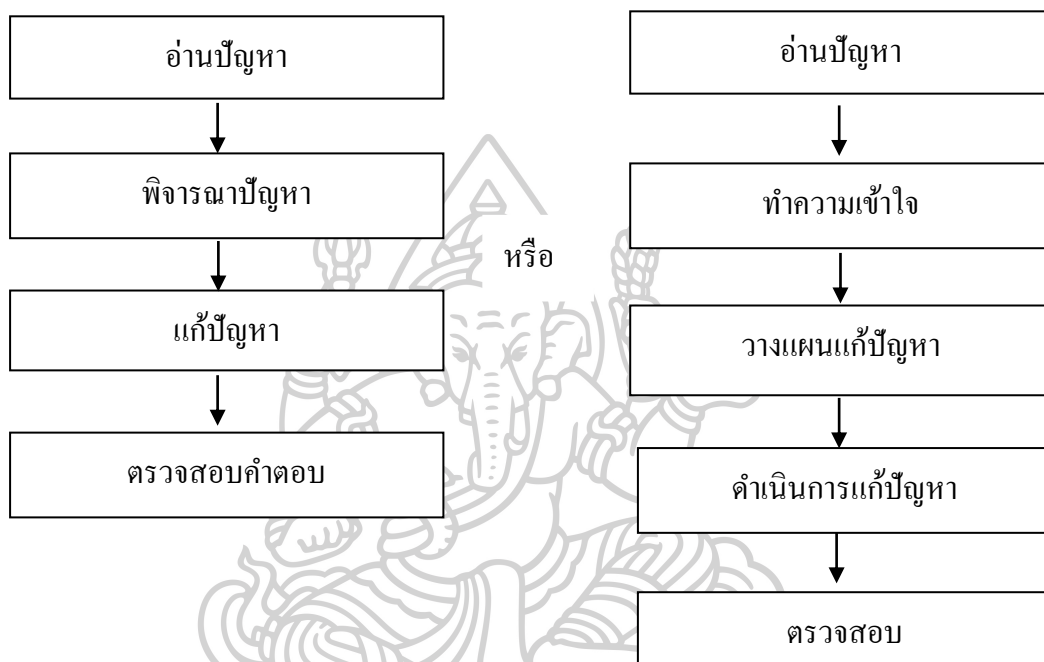 อ่านปัญหา
พิจารณาปัญหา
แก้ปัญหา
ตรวจสอบคำตอบ
หรือ
อ่านปัญหา
ทำความเข้าใจ
วางแผนแก้ปัญหา
ดำเนินการแก้ปัญหา
ตรวจสอบ